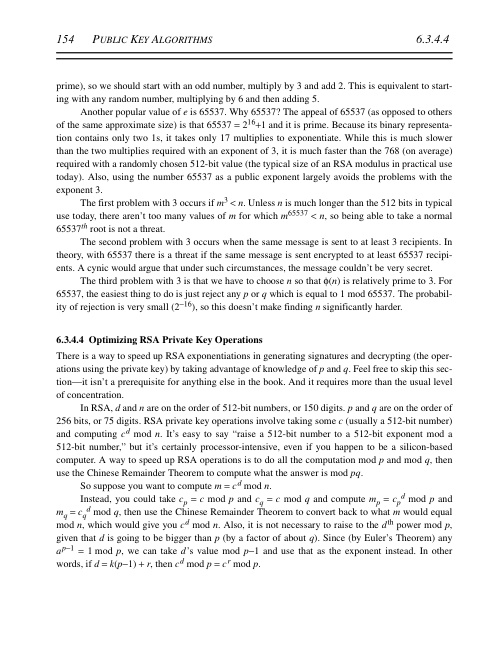 154 PUBLIC KEY ALGORITHMS 6.3.4.4
prime), so we should start with an odd number, multiply by 3 and add 2. This is equivalent to start-
ing with any random number, multiplying by 6 and then adding 5.
Another popular value of e is 65537. Why 65537? The appeal of 65537 (as opposed to others
of the same approximate size) is that 65537 = 2^16+1 and it is prime. Because its binary representa-
tion contains only two 1s, it takes only 17 multiplies to exponentiate. While this is much slower
than the two multiplies required with an exponent of 3, it is much faster than the 768 (on average)
required with a randomly chosen 512-bit value (the typical size of an RSA modulus in practical use
today). Also, using the number 65537 as a public exponent largely avoids the problems with the
exponent 3.
The first problem with 3 occurs if m^3 < n. Unless n is much longer than the 512 bits in typical
use today, there aren't too many values of m for which m^65537 < n, so being able to take a normal
65537^th root is not a threat.
The second problem with 3 occurs when the same message is sent to at least 3 recipients. In
theory, with 65537 there is a threat if the same message is sent encrypted to at least 65537 recipi-
ents. A cynic would argue that under such circumstances, the message couldn't be very secret.
The third problem with 3 is that we have to choose n so that ϕ(n) is relatively prime to 3. For
65537, the easiest thing to do is just reject any p or q which is equal to 1 mod 65537. The probabil-
ity of rejection is very small (2^−16), so this doesn't make finding n significantly harder.
6.3.4.4 Optimizing RSA Private Key Operations
There is a way to speed up RSA exponentiations in generating signatures and decrypting (the oper-
ations using the private key) by taking advantage of knowledge of p and q. Feel free to skip this sec-
tion—it isn't a prerequisite for anything else in the book. And it requires more than the usual level
of concentration.
In RSA, d and n are on the order of 512-bit numbers, or 150 digits. p and q are on the order of
256 bits, or 75 digits. RSA private key operations involve taking some c (usually a 512-bit number)
and computing c^d mod n. It's easy to say “raise a 512-bit number to a 512-bit exponent mod a
512-bit number,” but it's certainly processor-intensive, even if you happen to be a silicon-based
computer. A way to speed up RSA operations is to do all the computation mod p and mod q, then
use the Chinese Remainder Theorem to compute what the answer is mod pq.
So suppose you want to compute m = c^d mod n.
Instead, you could take c_p = c mod p and c_q = c mod q and compute m_p = c_p^d mod p and
m_q = c_q^d mod q, then use the Chinese Remainder Theorem to convert back to what m would equal
mod n, which would give you c^d mod n. Also, it is not necessary to raise to the d^th power mod p,
given that d is going to be bigger than p (by a factor of about q). Since (by Euler's Theorem) any
a^p−1 = 1 mod p, we can take d's value mod p−1 and use that as the exponent instead. In other
words, if d = k(p−1) + r, then c^d mod p = c^r mod p.